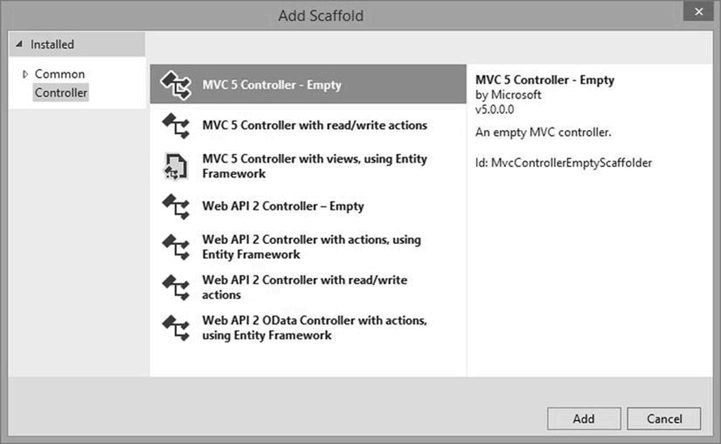 Add Scaffold
Installed
Common
Controller
MVC 5 Controller - Empty
MVC 5 Controller with read/write actions
MVC 5 Controller with views, using Entity
Framework
Web API 2 Controller – Empty
Web API 2 Controller with actions, using
Entity Framework
Web API 2 Controller with read/write
actions
Web API 2 OData Controller with actions,
using Entity Framework
MVC 5 Controller - Empty
by Microsoft
v5.0.0.0
An empty MVC controller.
Id: MvcControllerEmptyScaffolder
Add
Cancel